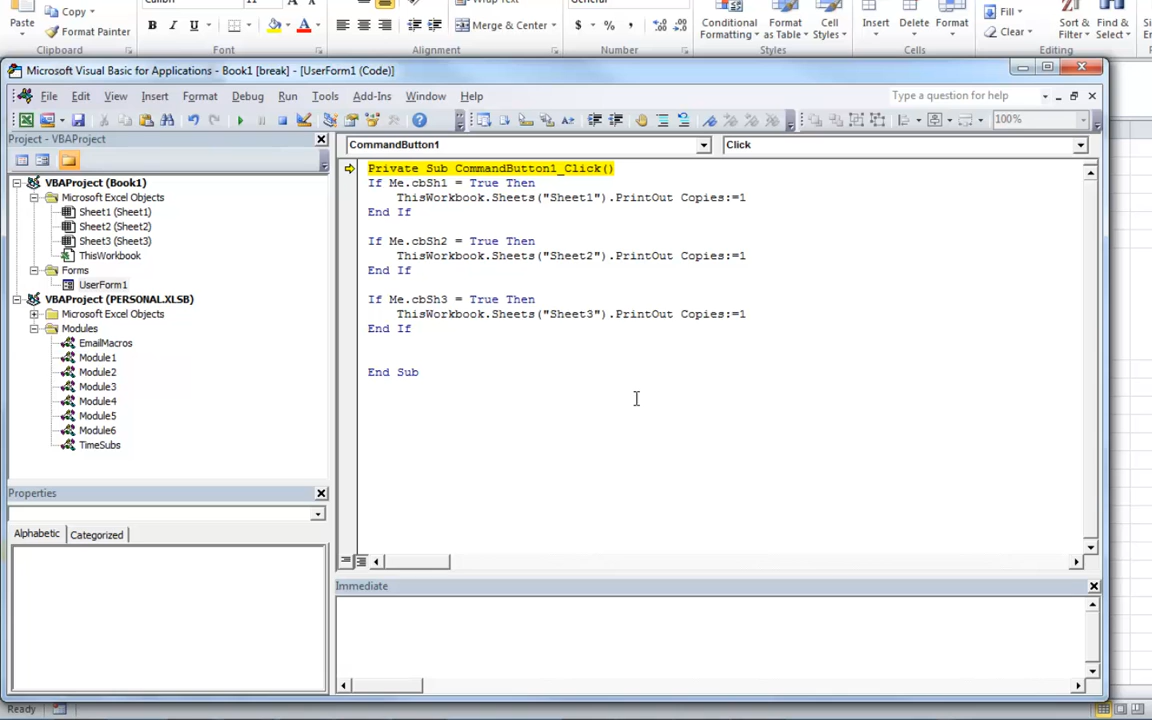 Calibri 11
General
Paste Copy Format Painter
B I U
Merge & Center
$ % ,
Conditional Formatting Format as Table Cell Styles
Insert Delete Format
Fill
Clear
Sort & Filter Find & Select
Clipboard Font Alignment Number Styles Cells Editing
Microsoft Visual Basic for Applications - Book1 [break] - [UserForm1 (Code)]
File Edit View Insert Format Debug Run Tools Add-Ins Window Help
Type a question for help
100%
Project - VBAProject
CommandButton1
Click
VBAProject (Book1)
Microsoft Excel Objects
Sheet1 (Sheet1)
Sheet2 (Sheet2)
Sheet3 (Sheet3)
ThisWorkbook
Forms
UserForm1
VBAProject (PERSONAL.XLSB)
Microsoft Excel Objects
Modules
EmailMacros
Module1
Module2
Module3
Module4
Module5
Module6
TimeSubs
Private Sub CommandButton1_Click()
If Me.cbSh1 = True Then
ThisWorkbook.Sheets("Sheet1").PrintOut Copies:=1
End If
If Me.cbSh2 = True Then
ThisWorkbook.Sheets("Sheet2").PrintOut Copies:=1
End If
If Me.cbSh3 = True Then
ThisWorkbook.Sheets("Sheet3").PrintOut Copies:=1
End If
End Sub
Properties
Alphabetic Categorized
Immediate
Ready